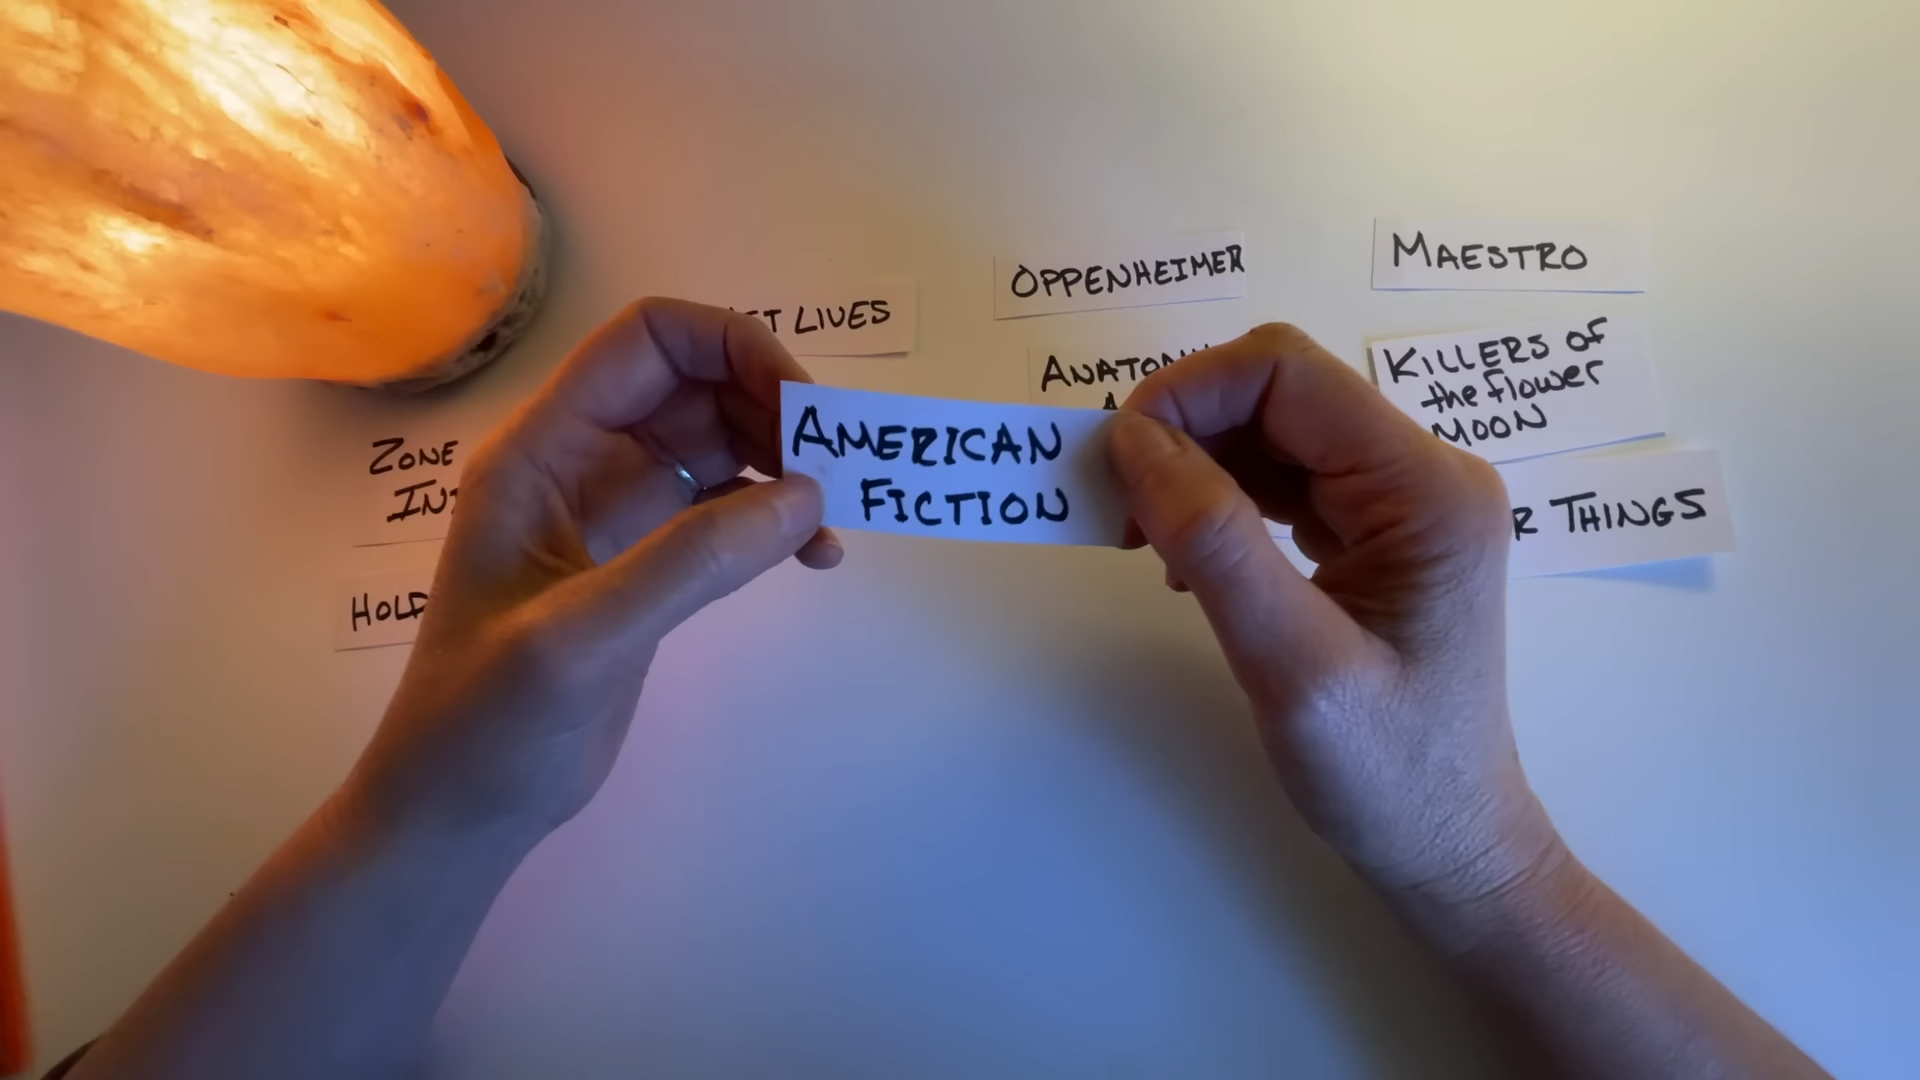 OPPENHEIMER
MAESTRO
LIVES
KILLERS OF
the flower
MOON
AMERICAN
FICTION
ZONE
THINGS